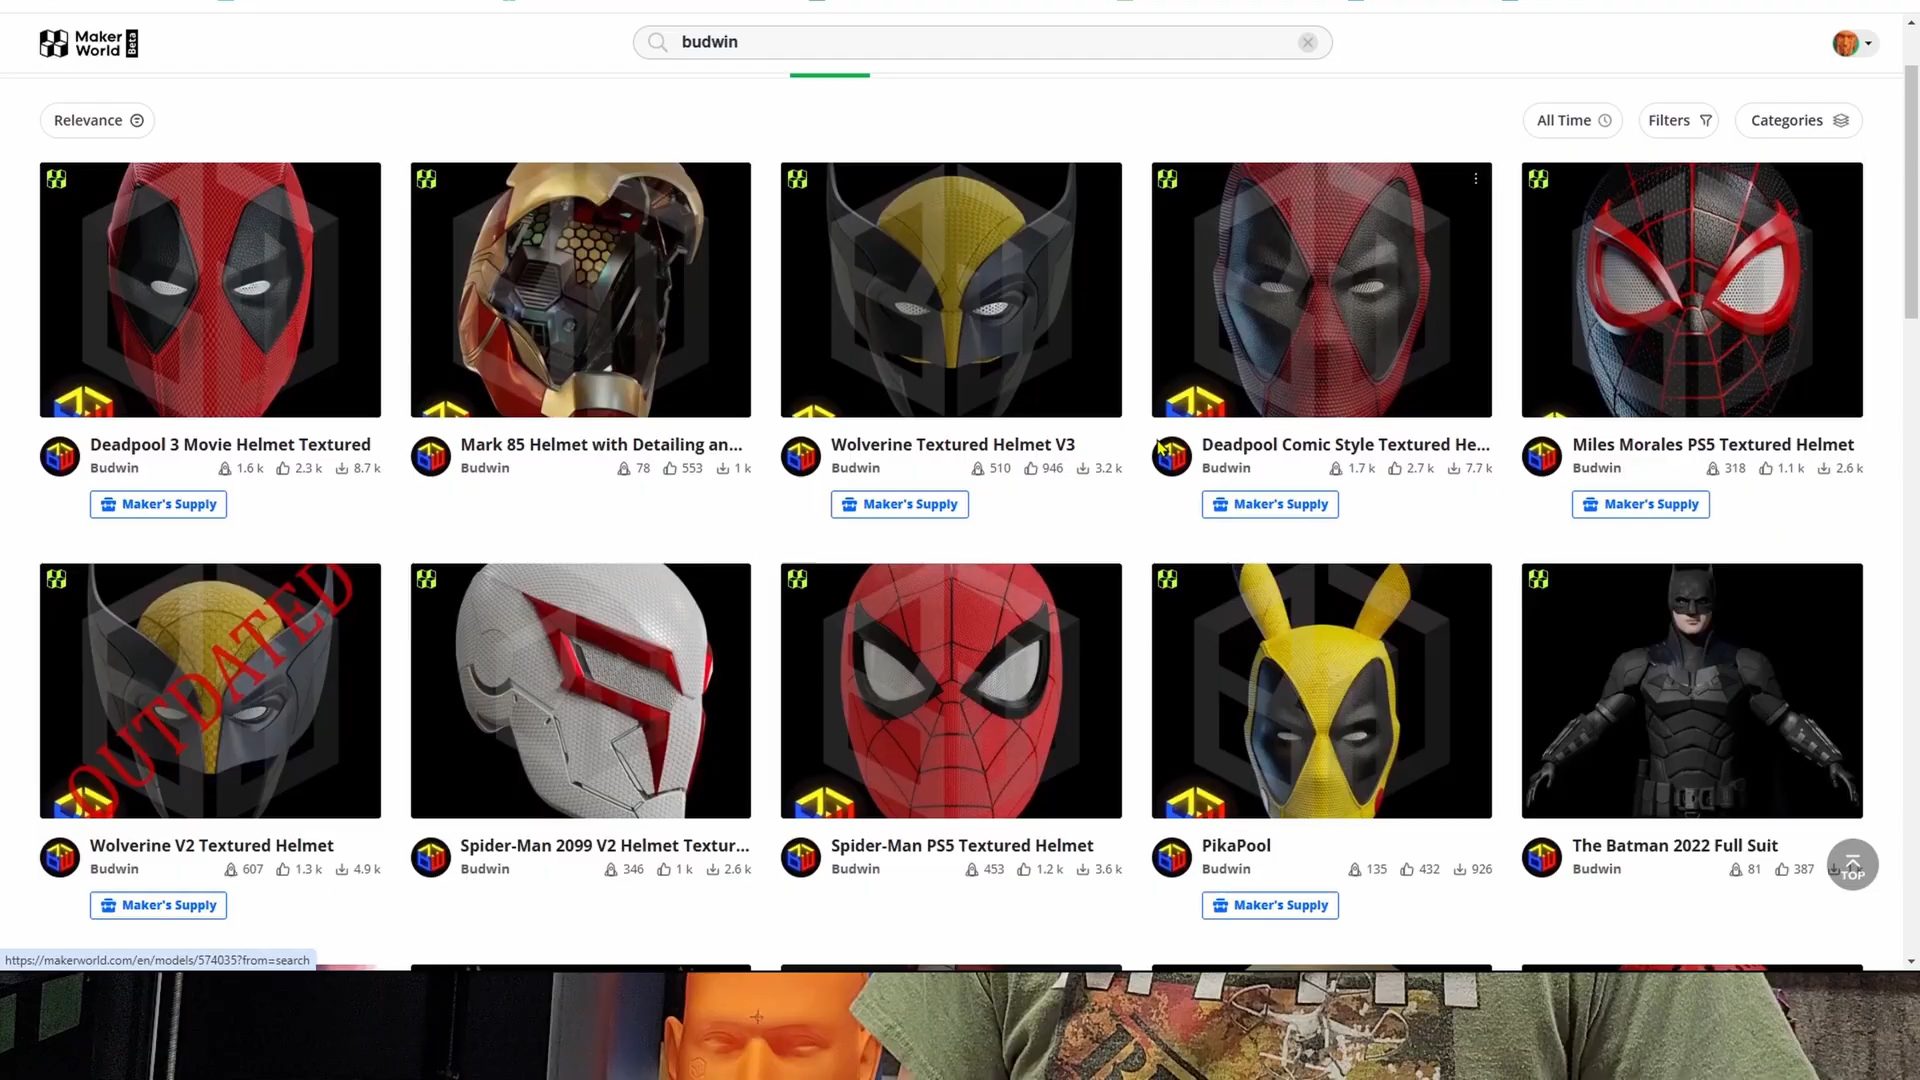 Maker
World
Beta
budwin
Relevance
All Time
Filters
Categories
Deadpool 3 Movie Helmet Textured
Budwin
1.6 k
2.3 k
8.7 k
Maker's Supply
Mark 85 Helmet with Detailing an...
Budwin
78
553
1 k
Wolverine Textured Helmet V3
Budwin
510
946
3.2 k
Maker's Supply
Deadpool Comic Style Textured He...
Budwin
1.7 k
2.7 k
7.7 k
Maker's Supply
Miles Morales PS5 Textured Helmet
Budwin
318
1.1 k
2.6 k
Maker's Supply
OUTDATED
Wolverine V2 Textured Helmet
Budwin
607
1.3 k
4.9 k
Maker's Supply
Spider-Man 2099 V2 Helmet Textur...
Budwin
346
1 k
2.6 k
Spider-Man PS5 Textured Helmet
Budwin
453
1.2 k
3.6 k
PikaPool
Budwin
135
432
926
Maker's Supply
The Batman 2022 Full Suit
Budwin
81
387
TOP
https://makerworld.com/en/models/574035?from=search